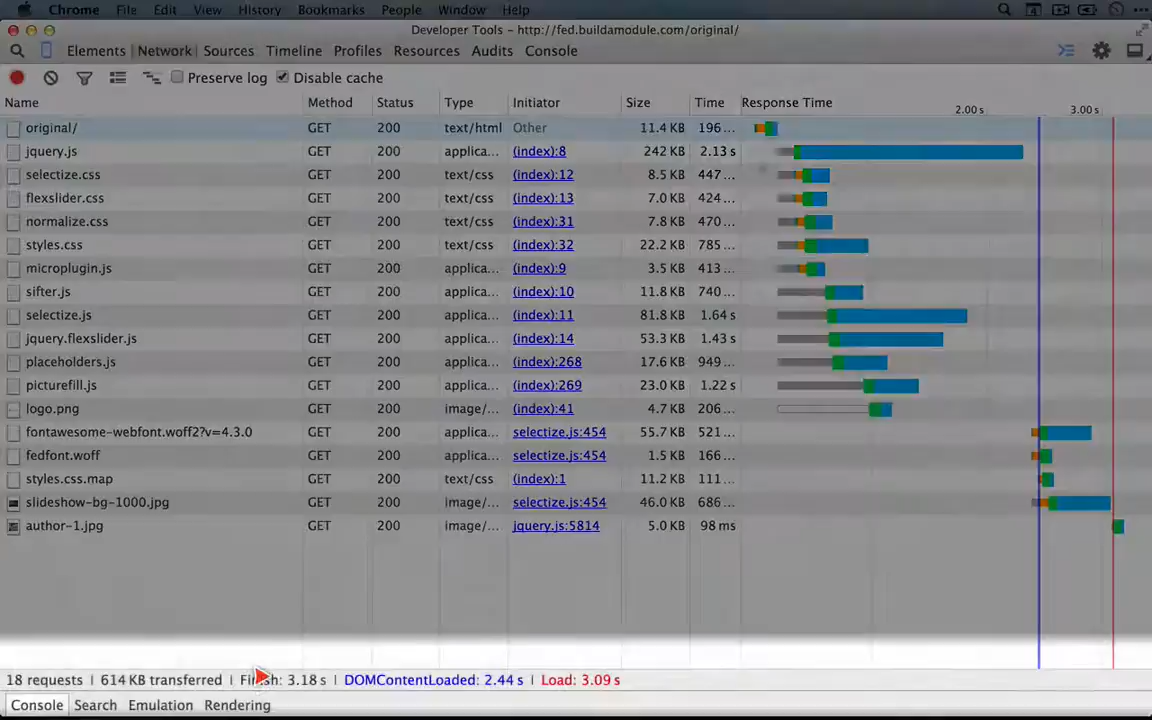 Chrome File Edit View History Bookmarks People Window Help
Developer Tools - http://fed.buildamodule.com/original/
Elements Network Sources Timeline Profiles Resources Audits Console
Preserve log Disable cache
Name Method Status Type Initiator Size Time Response Time
2.00 s 3.00 s
original/ GET 200 text/html Other 11.4 KB 196...
jquery.js GET 200 applica... (index):8 242 KB 2.13 s
selectize.css GET 200 text/css (index):12 8.5 KB 447...
flexslider.css GET 200 text/css (index):13 7.0 KB 424...
normalize.css GET 200 text/css (index):31 7.8 KB 470...
styles.css GET 200 text/css (index):32 22.2 KB 785...
microplugin.js GET 200 applica... (index):9 3.5 KB 413...
sifter.js GET 200 applica... (index):10 11.8 KB 740...
selectize.js GET 200 applica... (index):11 81.8 KB 1.64 s
jquery.flexslider.js GET 200 applica... (index):14 53.3 KB 1.43 s
placeholders.js GET 200 applica... (index):268 17.6 KB 949...
picturefill.js GET 200 applica... (index):269 23.0 KB 1.22 s
logo.png GET 200 image/... (index):41 4.7 KB 206...
fontawesome-webfont.woff2?v=4.3.0 GET 200 applica... selectize.js:454 55.7 KB 521...
fedfont.woff GET 200 applica... selectize.js:454 1.5 KB 166...
styles.css.map GET 200 text/css (index):1 11.2 KB 111...
slideshow-bg-1000.jpg GET 200 image/... selectize.js:454 46.0 KB 686...
author-1.jpg GET 200 image/... jquery.js:5814 5.0 KB 98 ms
18 requests | 614 KB transferred | Finish: 3.18 s | DOMContentLoaded: 2.44 s | Load: 3.09 s
Console Search Emulation Rendering